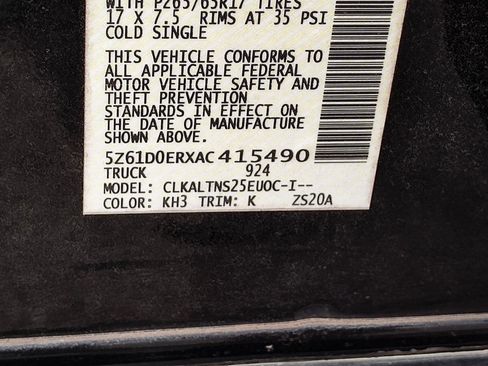 WITH P265/65R17 TIRES
17 X 7.5 RIMS AT 35 PSI
COLD SINGLE
THIS VEHICLE CONFORMS TO
ALL APPLICABLE FEDERAL
MOTOR VEHICLE SAFETY AND
THEFT PREVENTION
STANDARDS IN EFFECT ON
THE DATE OF MANUFACTURE
SHOWN ABOVE.
5Z61D0ERXAC415490
TRUCK 924
MODEL: CLKALTNS25EUOC-I--
COLOR: KH3 TRIM: K ZS20A